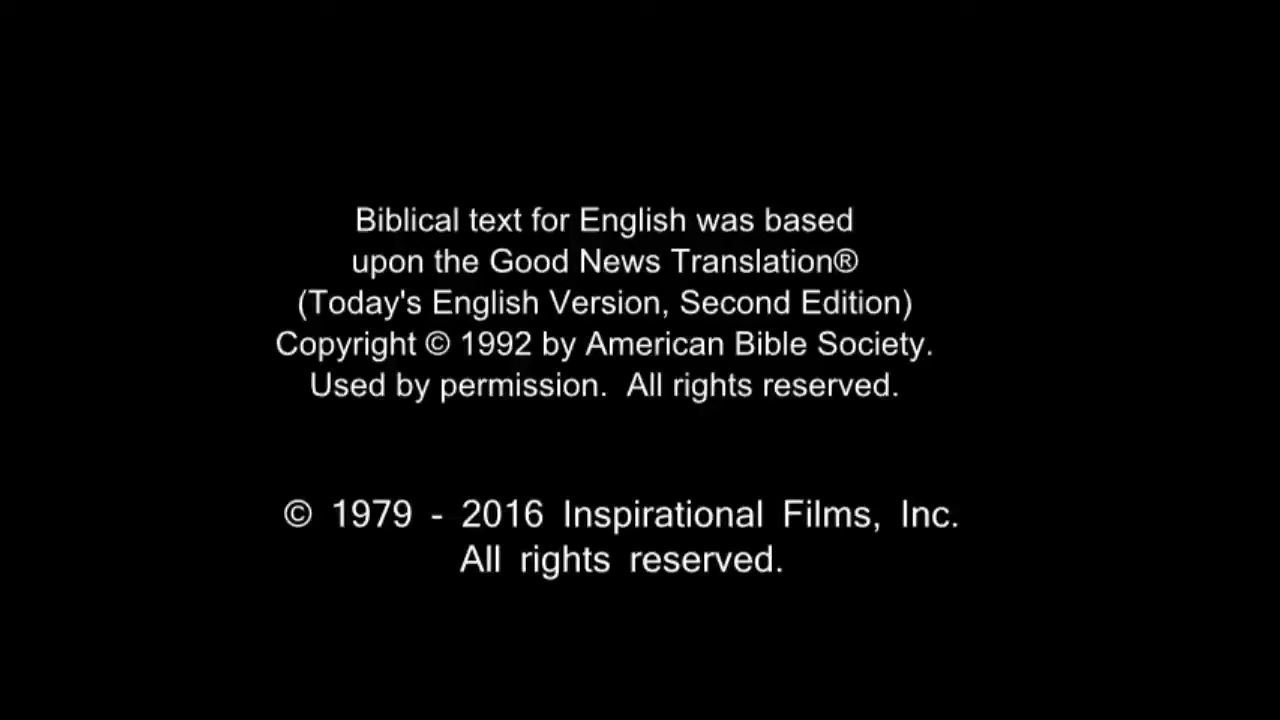 Biblical text for English was based
upon the Good News Translation®
(Today's English Version, Second Edition)
Copyright © 1992 by American Bible Society.
Used by permission.  All rights reserved.
© 1979 - 2016 Inspirational Films, Inc.
All rights reserved.